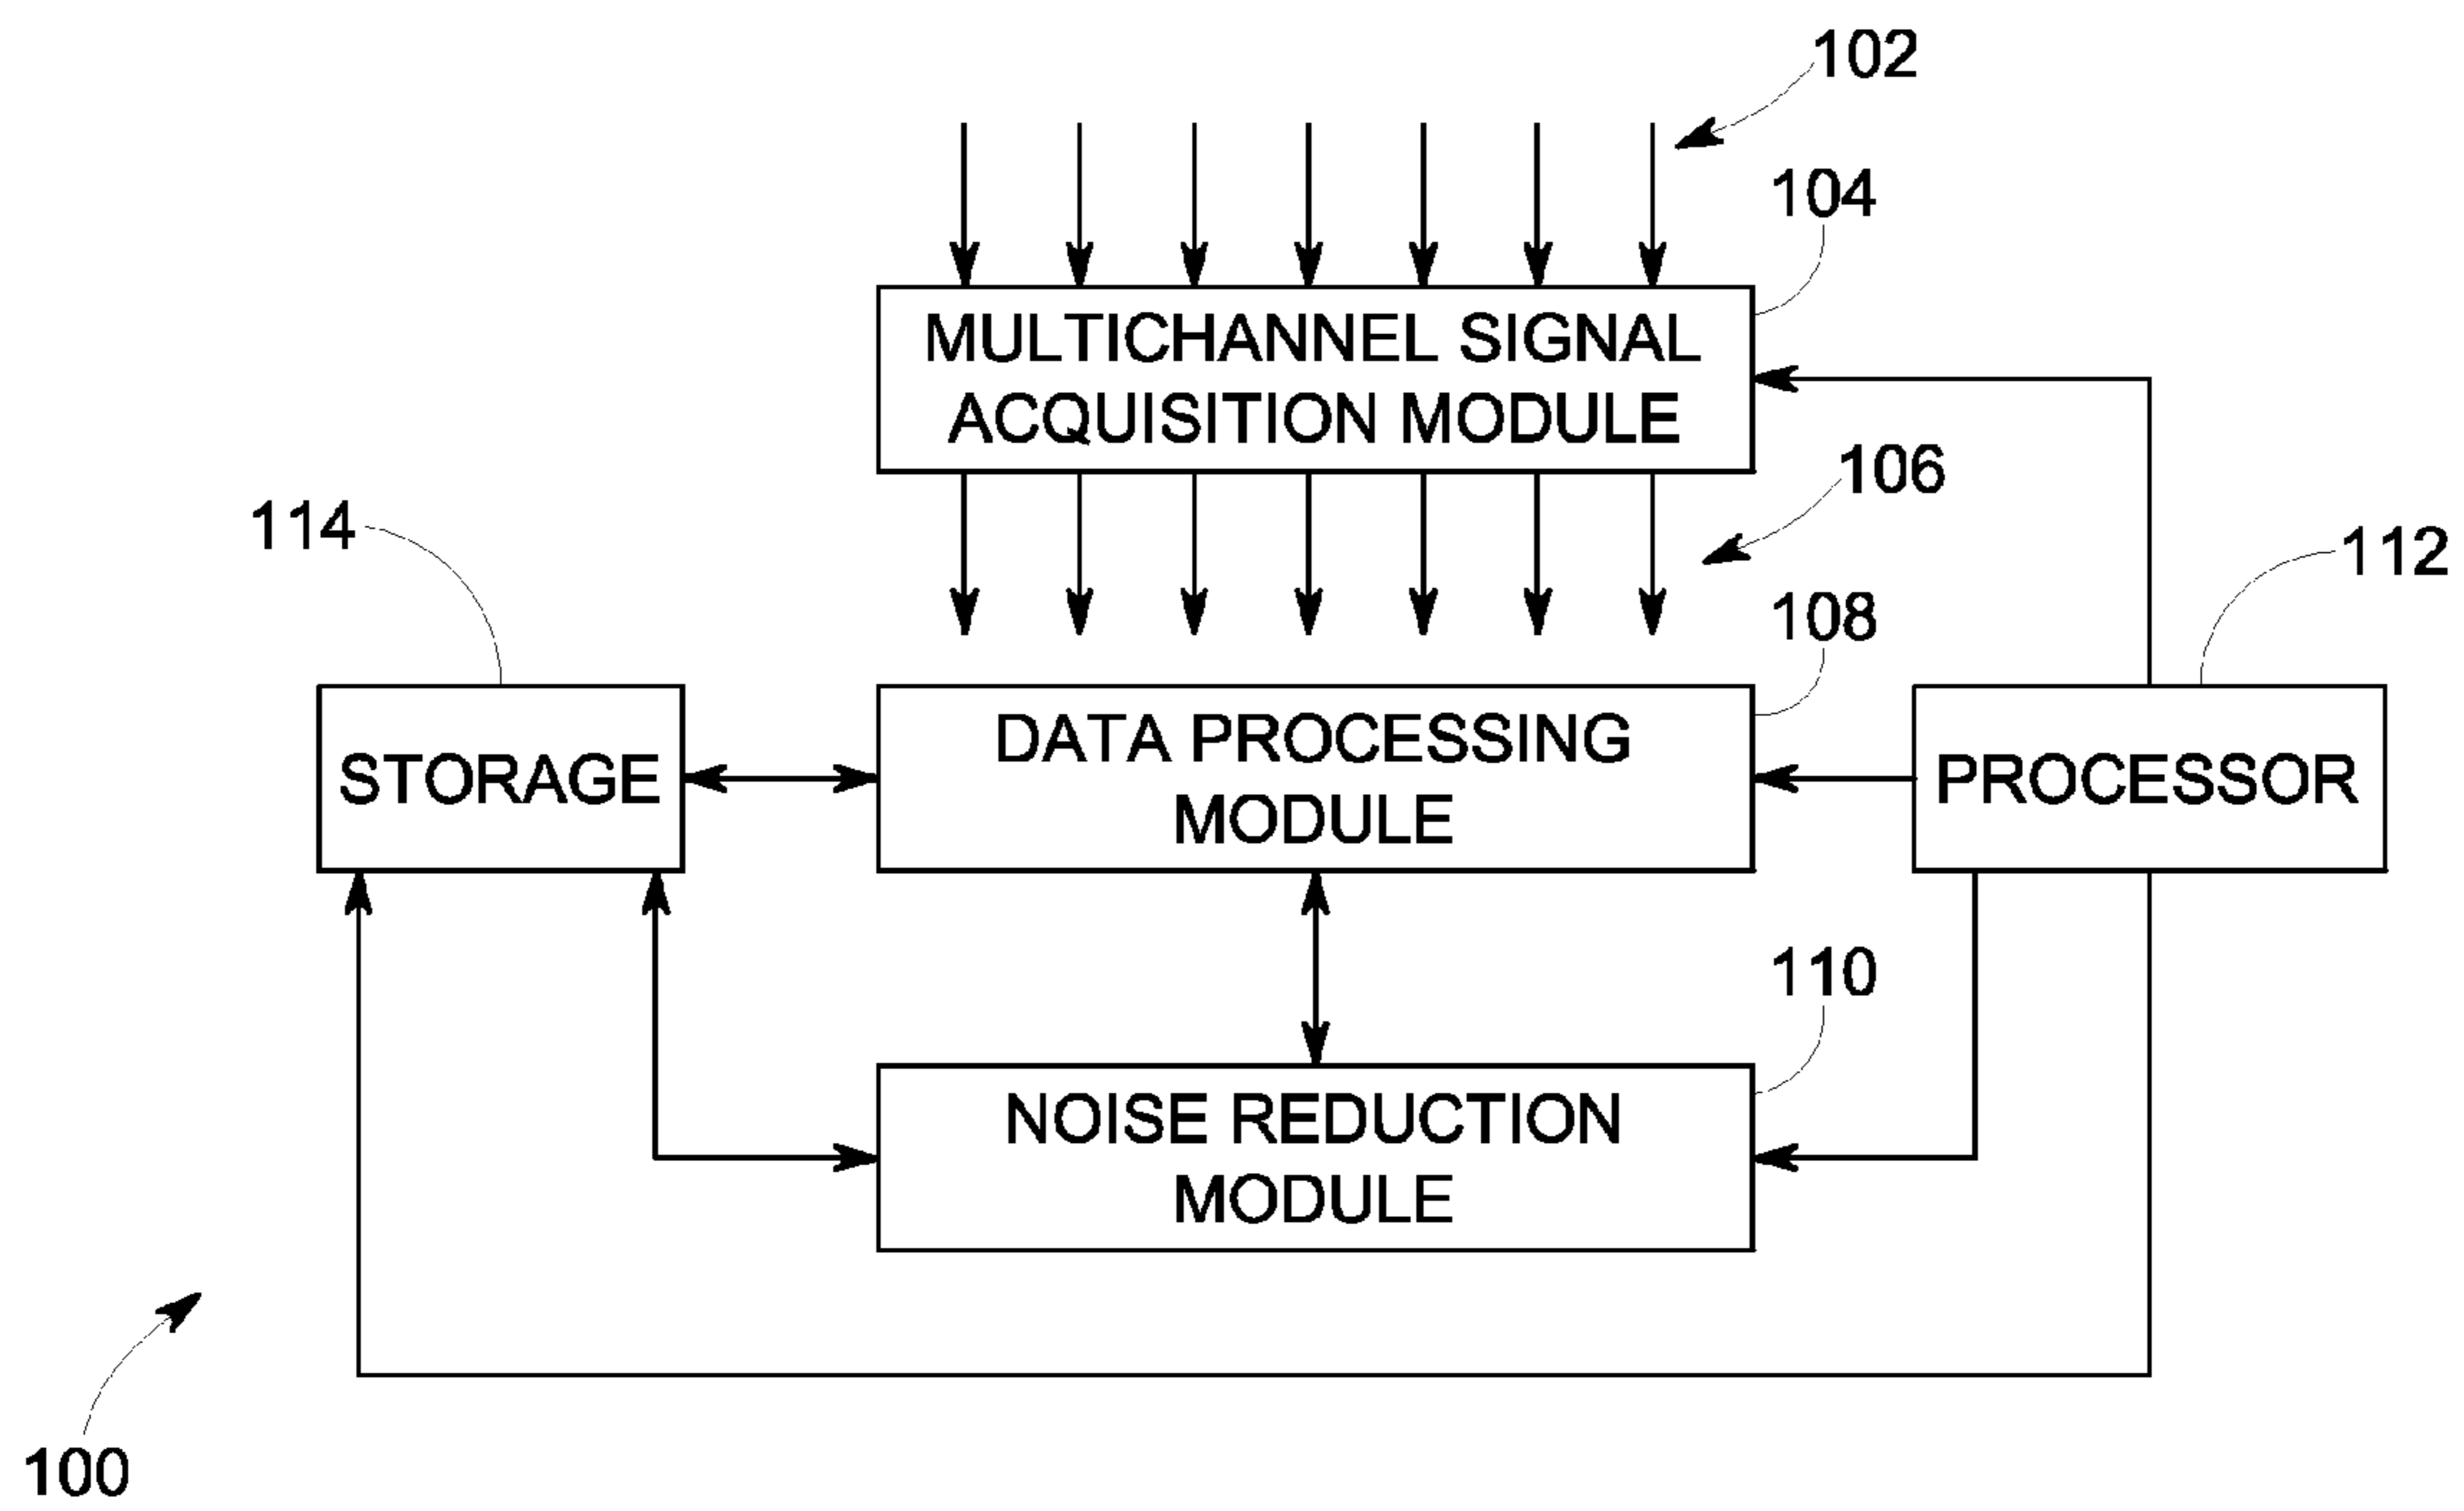 102
104
MULTICHANNEL SIGNAL
ACQUISITION MODULE
106
114
112
108
STORAGE
DATA PROCESSING
MODULE
PROCESSOR
110
NOISE REDUCTION
MODULE
100